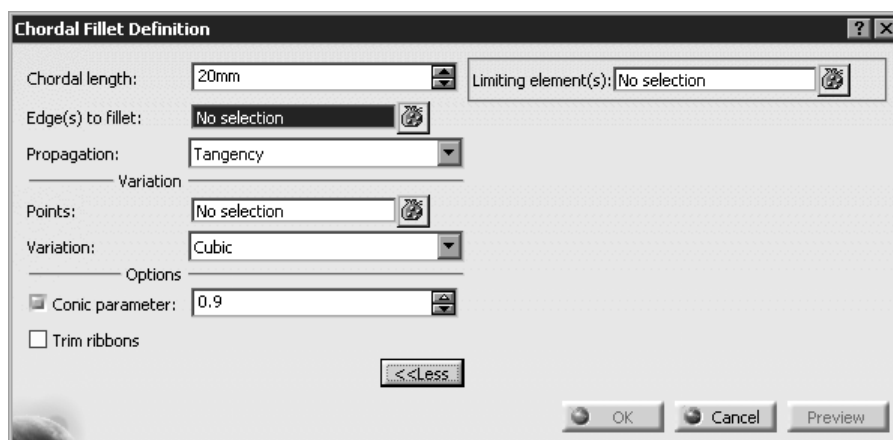 Chordal Fillet Definition ? X
Chordal length: 20mm Limiting element(s): No selection
Edge(s) to fillet: No selection
Propagation: Tangency
Variation
Points: No selection
Variation: Cubic
Options
Conic parameter: 0.9
Trim ribbons
<<Less
OK Cancel Preview